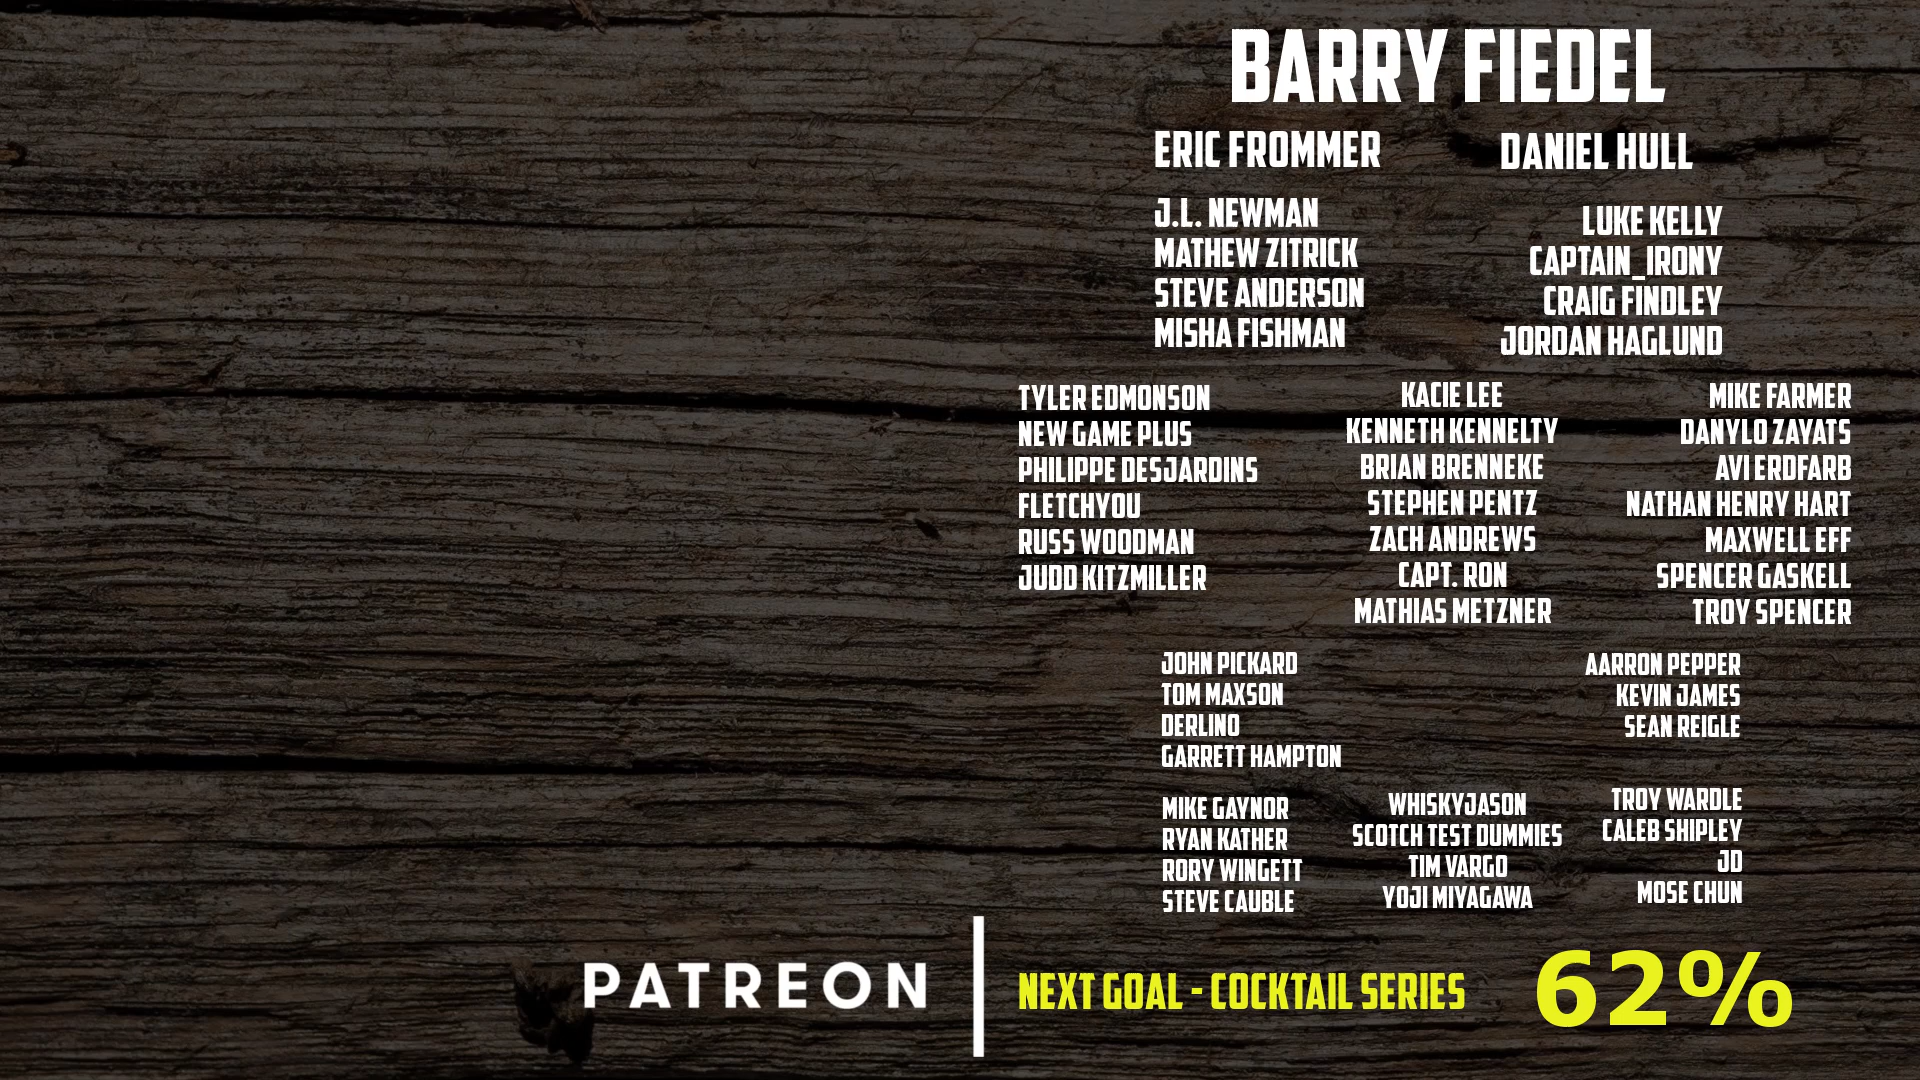 BARRY FIEDEL
ERIC FROMMER
DANIEL HULL
J.L. NEWMAN
MATHEW ZITRICK
STEVE ANDERSON
MISHA FISHMAN
LUKE KELLY
CAPTAIN_IRONY
CRAIG FINDLEY
JORDAN HAGLUND
TYLER EDMONSON
NEW GAME PLUS
PHILIPPE DESJARDINS
FLETCHYOU
RUSS WOODMAN
JUDD KITZMILLER
KACIE LEE
KENNETH KENNELTY
BRIAN BRENNEKE
STEPHEN PENTZ
ZACH ANDREWS
CAPT. RON
MATHIAS METZNER
MIKE FARMER
DANYLO ZAYATS
AVI ERDFARB
NATHAN HENRY HART
MAXWELL EFF
SPENCER GASKELL
TROY SPENCER
JOHN PICKARD
TOM MAXSON
DERLINO
GARRETT HAMPTON
AARRON PEPPER
KEVIN JAMES
SEAN REIGLE
MIKE GAYNOR
RYAN KATHER
RORY WINGETT
STEVE CAUBLE
WHISKYJASON
SCOTCH TEST DUMMIES
TIM VARGO
YOJI MIYAGAWA
TROY WARDLE
CALEB SHIPLEY
JD
MOSE CHUN
PATREON
NEXT GOAL - COCKTAIL SERIES
62%